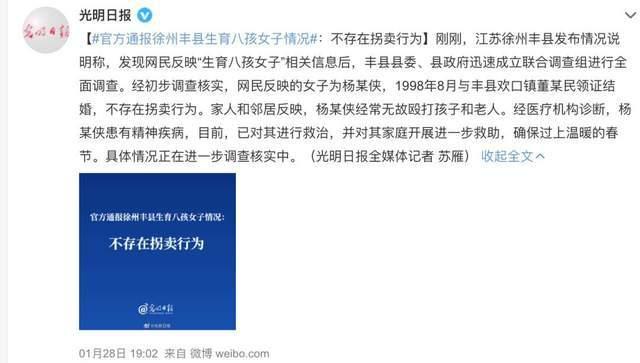 光明日报
光明日报
【#官方通报徐州丰县生育八孩女子情况#：不存在拐卖行为】刚刚，江苏徐州丰县发布情况说
明称，发现网民反映“生育八孩女子”相关信息后，丰县县委、县政府迅速成立联合调查组进行全
面调查。经初步调查核实，网民反映的女子为杨某侠，1998年8月与丰县欢口镇董某民领证结
婚，不存在拐卖行为。家人和邻居反映，杨某侠经常无故殴打孩子和老人。经医疗机构诊断，杨
某侠患有精神疾病，目前，已对其进行救治，并对其家庭开展进一步救助，确保过上温暖的春
节。具体情况正在进一步调查核实中。（光明日报全媒体记者 苏雁） 收起全文
官方通报徐州丰县生育八孩女子情况：
不存在拐卖行为
@光明日报
@光明日报
01月28日 19:02 来自 微博 weibo.com